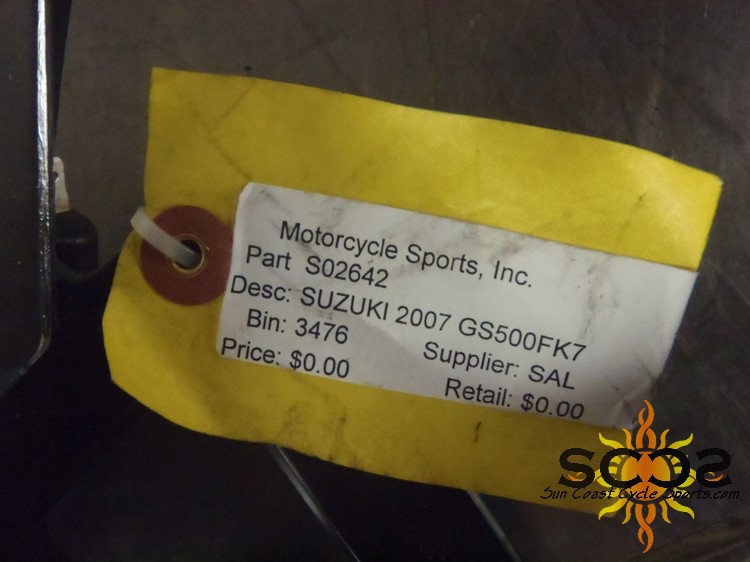 Motorcycle Sports, Inc.
Part S02642
Desc: SUZUKI 2007 GS500FK7
Bin: 3476 Supplier: SAL
Price: $0.00 Retail: $0.00
SCCS
Sun Coast Cycle Sports.com